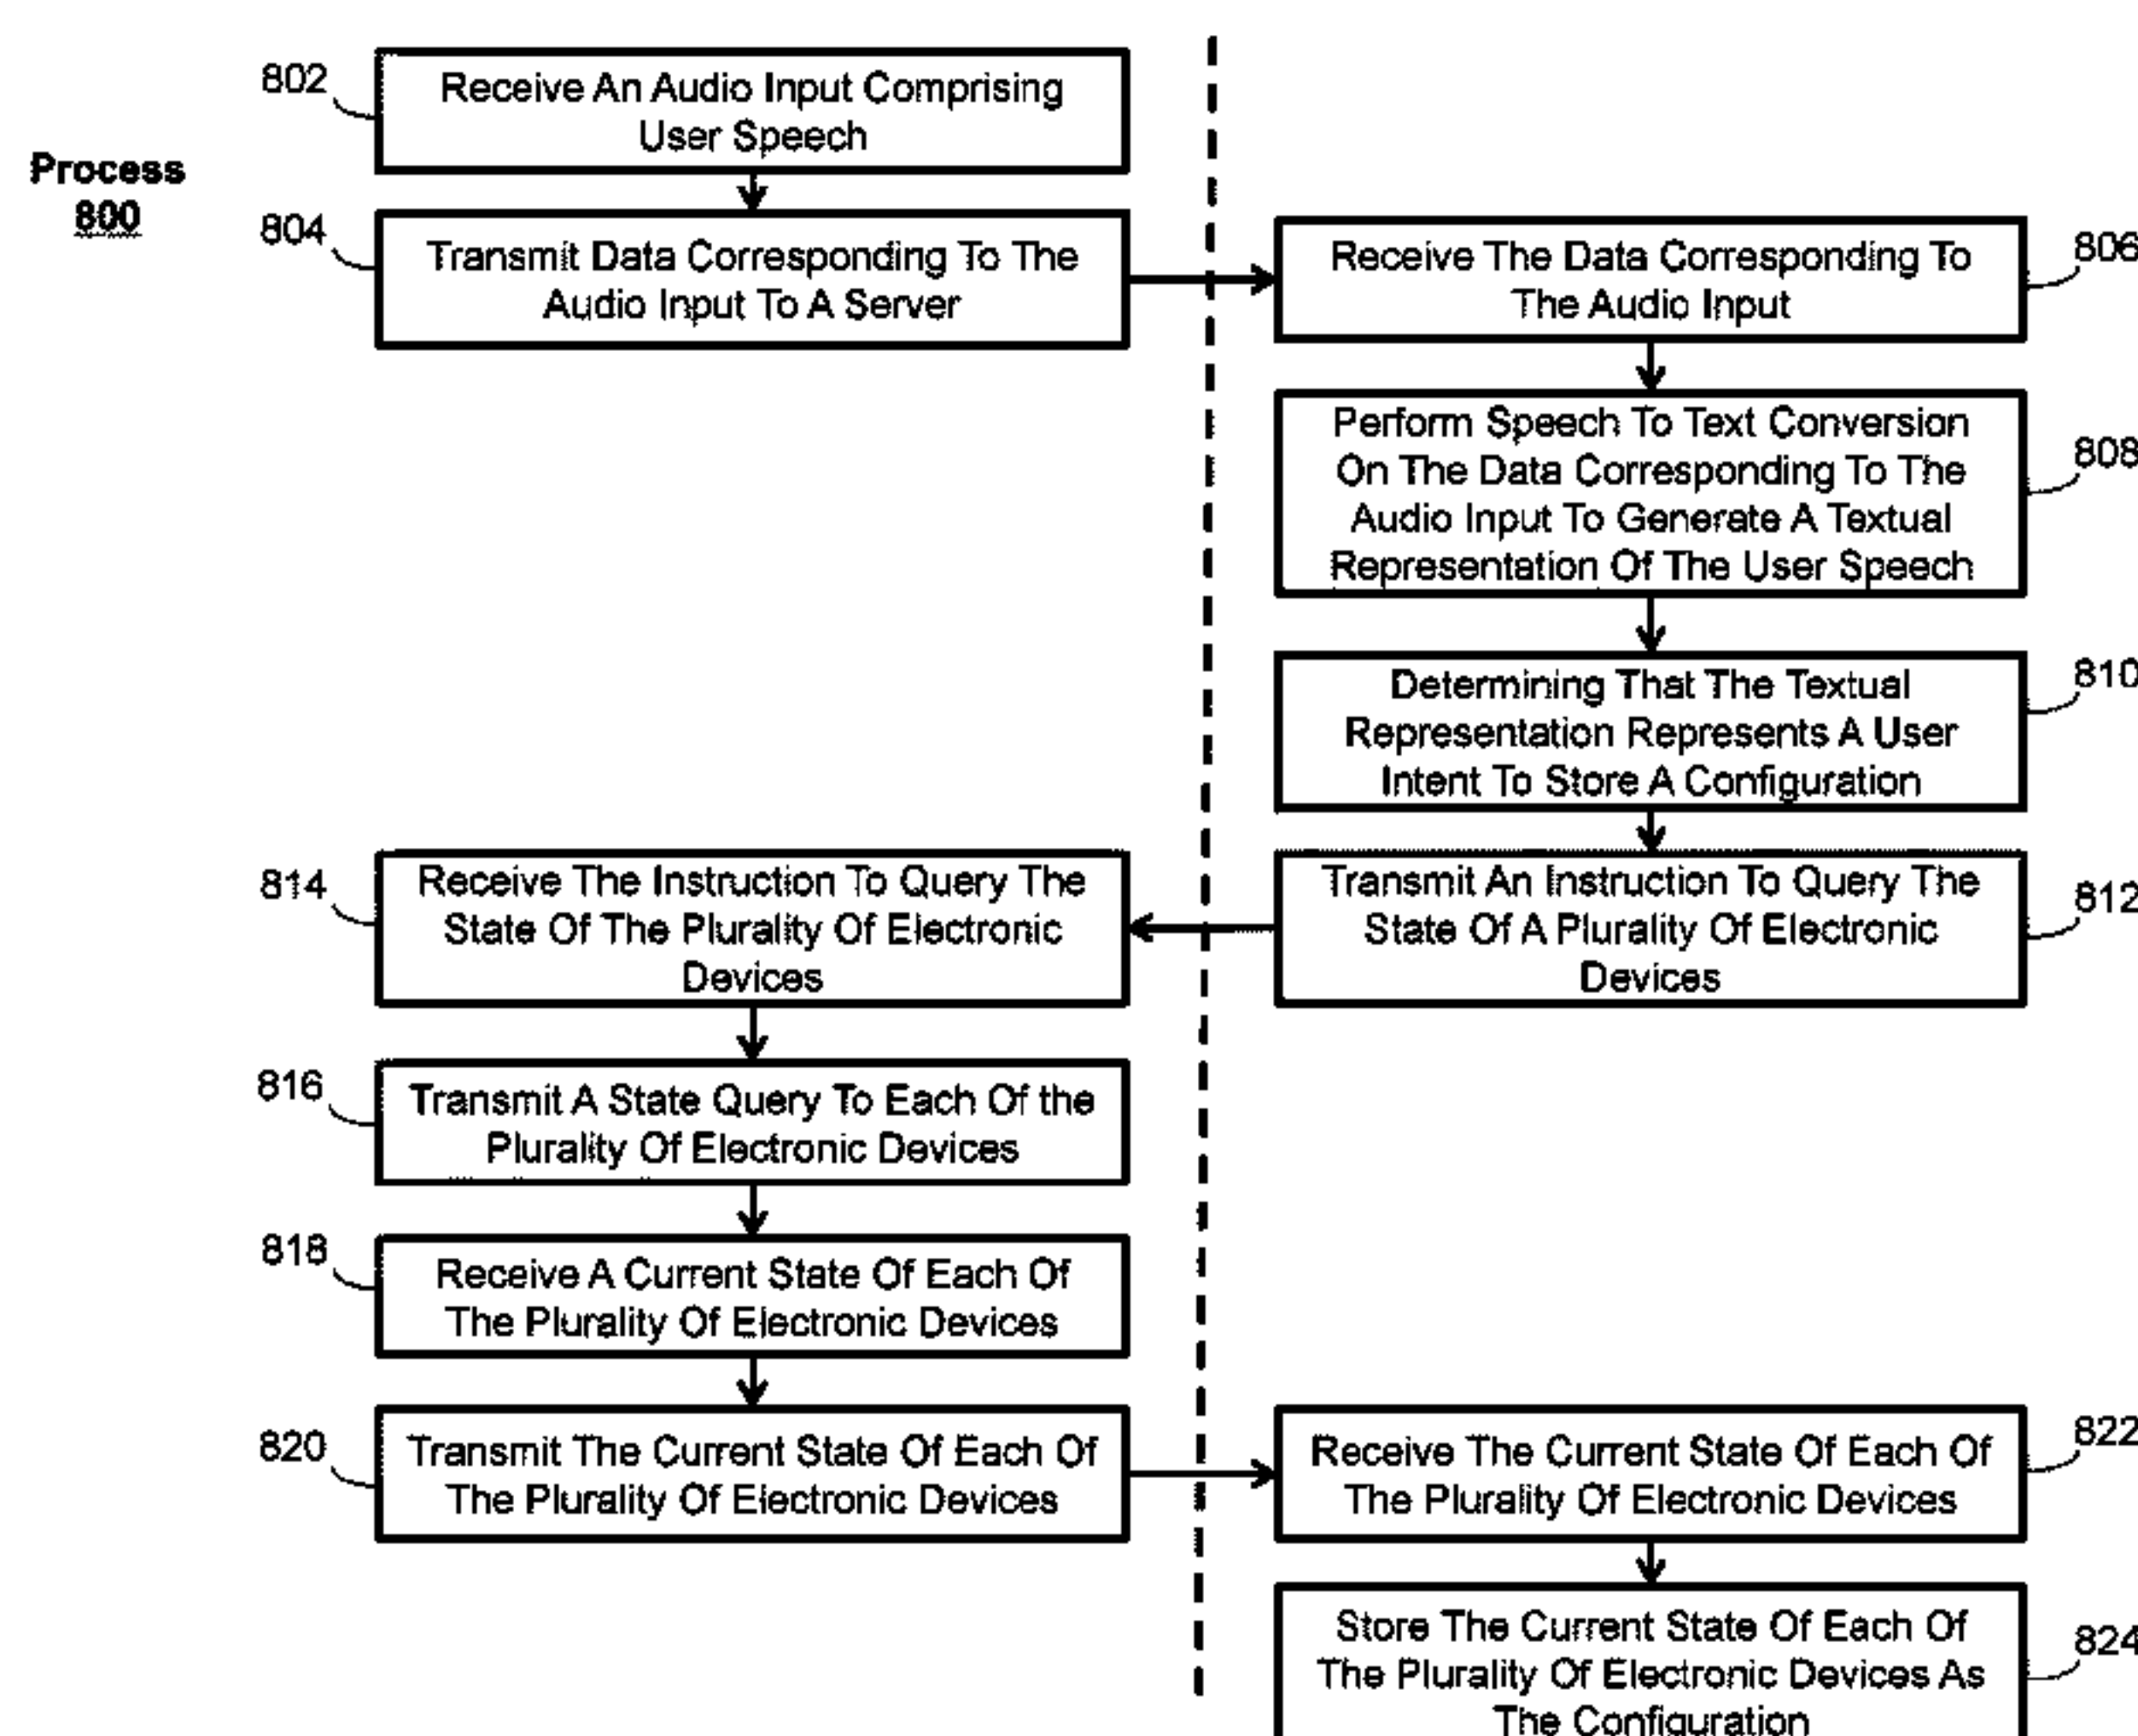 Process
800
802
Receive An Audio Input Comprising
User Speech
804
Transmit Data Corresponding To The
Audio Input To A Server
806
Receive The Data Corresponding To
The Audio Input
808
Perform Speech To Text Conversion
On The Data Corresponding To The
Audio Input To Generate A Textual
Representation Of The User Speech
810
Determining That The Textual
Representation Represents A User
Intent To Store A Configuration
812
Transmit An Instruction To Query The
State Of A Plurality Of Electronic
Devices
814
Receive The Instruction To Query The
State Of The Plurality Of Electronic
Devices
816
Transmit A State Query To Each Of the
Plurality Of Electronic Devices
818
Receive A Current State Of Each Of
The Plurality Of Electronic Devices
820
Transmit The Current State Of Each Of
The Plurality Of Electronic Devices
822
Receive The Current State Of Each Of
The Plurality Of Electronic Devices
824
Store The Current State Of Each Of
The Plurality Of Electronic Devices As
The Configuration